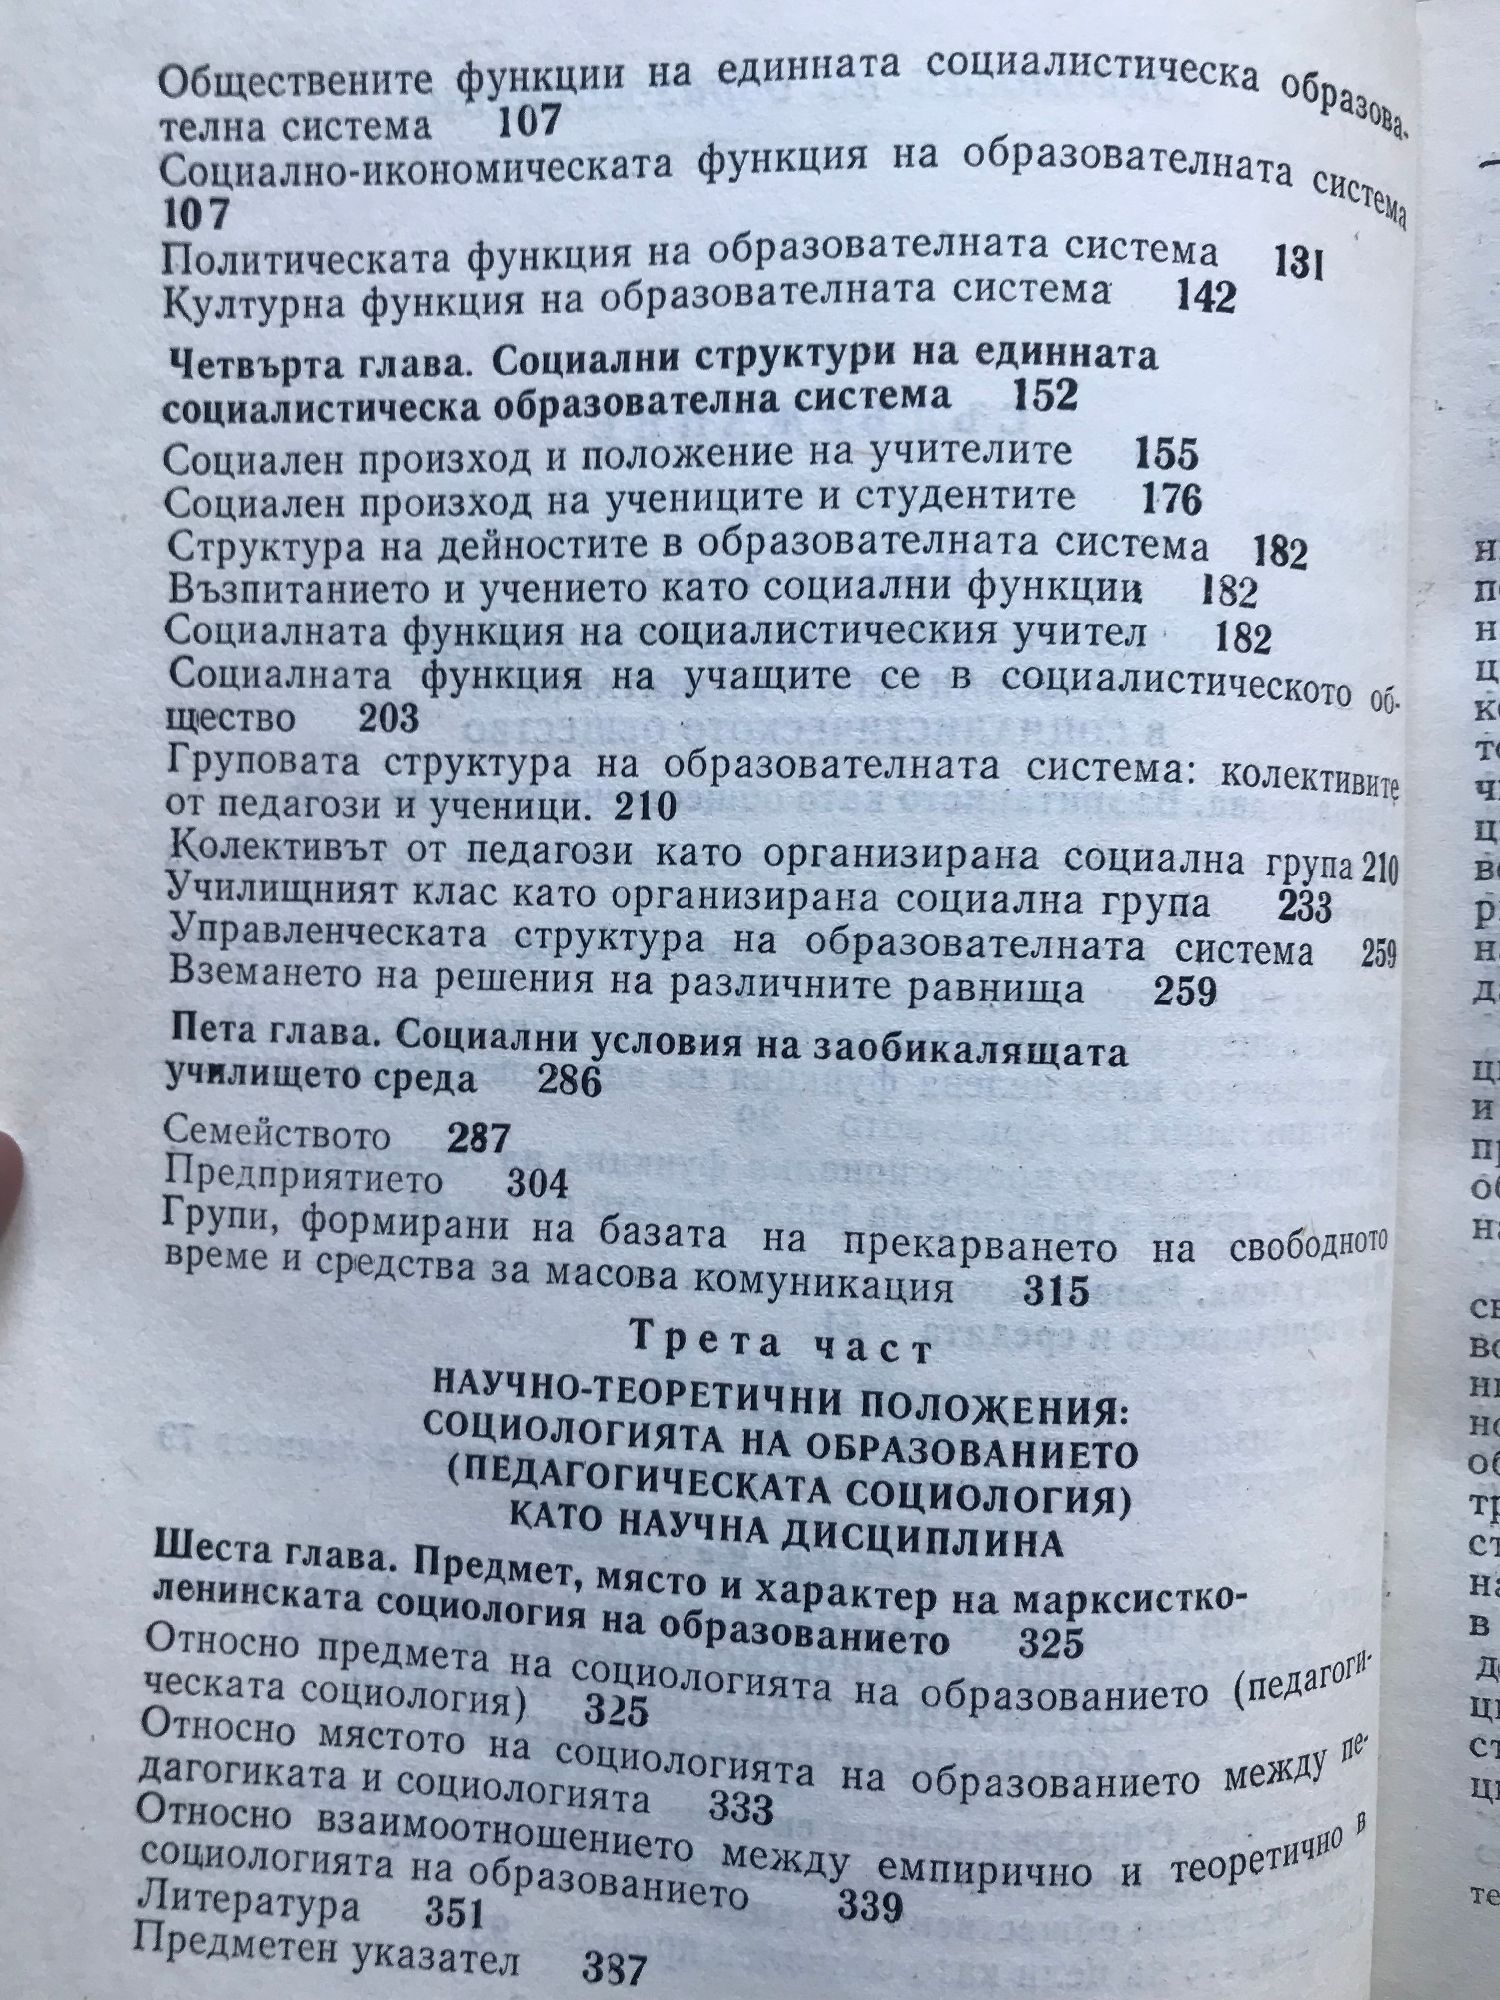 Обществените функции на единната социалистическа образова-
телна система 107
Социално-икономическата функция на образователната система
107
Политическата функция на образователната система 131
Културна функция на образователната система 142
Четвърта глава. Социални структури на единната
социалистическа образователна система 152
Социален произход и положение на учителите 155
Социален произход на учениците и студентите 176
Структура на дейностите в образователната система 182
Възпитанието и учението като социални функции 182
Социалната функция на социалистическия учител 182
Социалната функция на учащите се в социалистическото об-
щество 203
Груповата структура на образователната система: колективите
от педагози и ученици. 210
Колективът от педагози като организирана социална група 210
Училищният клас като организирана социална група 233
Управленческата структура на образователната система 259
Вземането на решения на различните равнища 259
Пета глава. Социални условия на заобикалящата
училището среда 286
Семейството 287
Предприятието 304
Групи, формирани на базата на прекарването на свободното
време и средства за масова комуникация 315
Трета част
НАУЧНО-ТЕОРЕТИЧНИ ПОЛОЖЕНИЯ:
СОЦИОЛОГИЯТА НА ОБРАЗОВАНИЕТО
(ПЕДАГОГИЧЕСКАТА СОЦИОЛОГИЯ)
КАТО НАУЧНА ДИСЦИПЛИНА
Шеста глава. Предмет, място и характер на марксистко-
ленинската социология на образованието 325
Относно предмета на социологията на образованието (педагоги-
ческата социология) 325
Относно мястото на социологията на образованието между пе-
дагогиката и социологията 333
Относно взаимоотношението между емпирично и теоретично в
социологията на образованието 339
Литература 351
Предметен указател 387